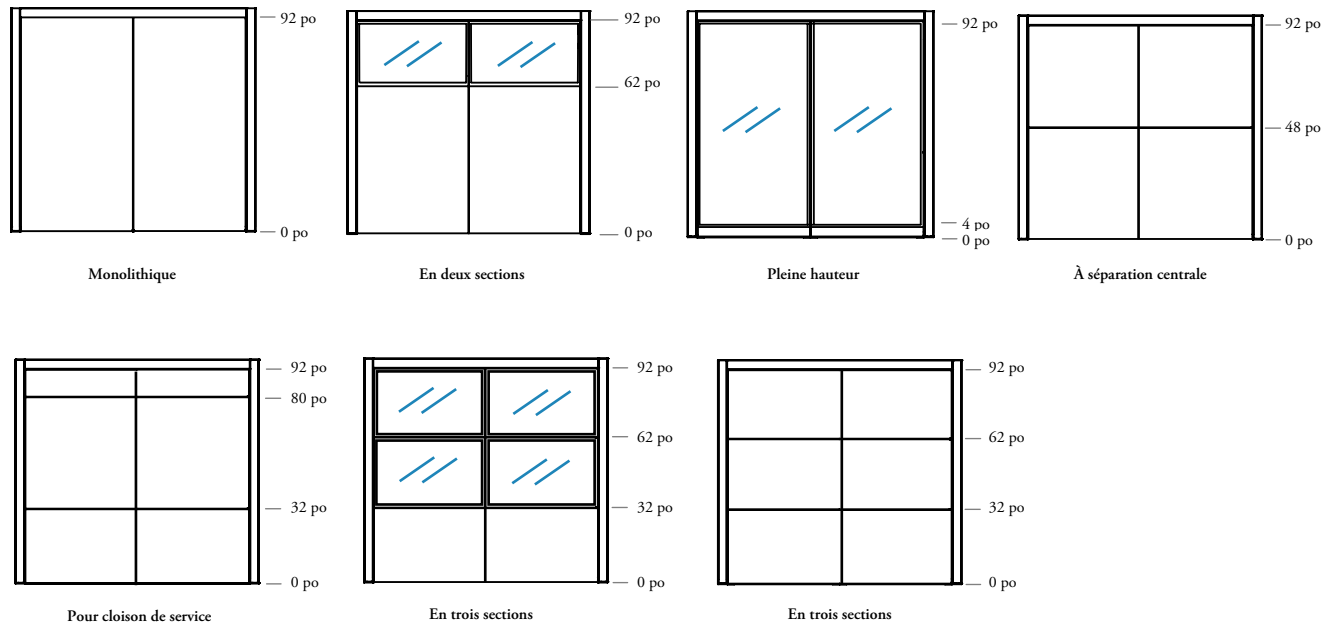 92 po
0 po
Monolithique
92 po
62 po
0 po
En deux sections
92 po
4 po
0 po
Pleine hauteur
92 po
48 po
0 po
À séparation centrale
92 po
80 po
32 po
0 po
Pour cloison de service
92 po
62 po
32 po
0 po
En trois sections
92 po
62 po
32 po
0 po
En trois sections